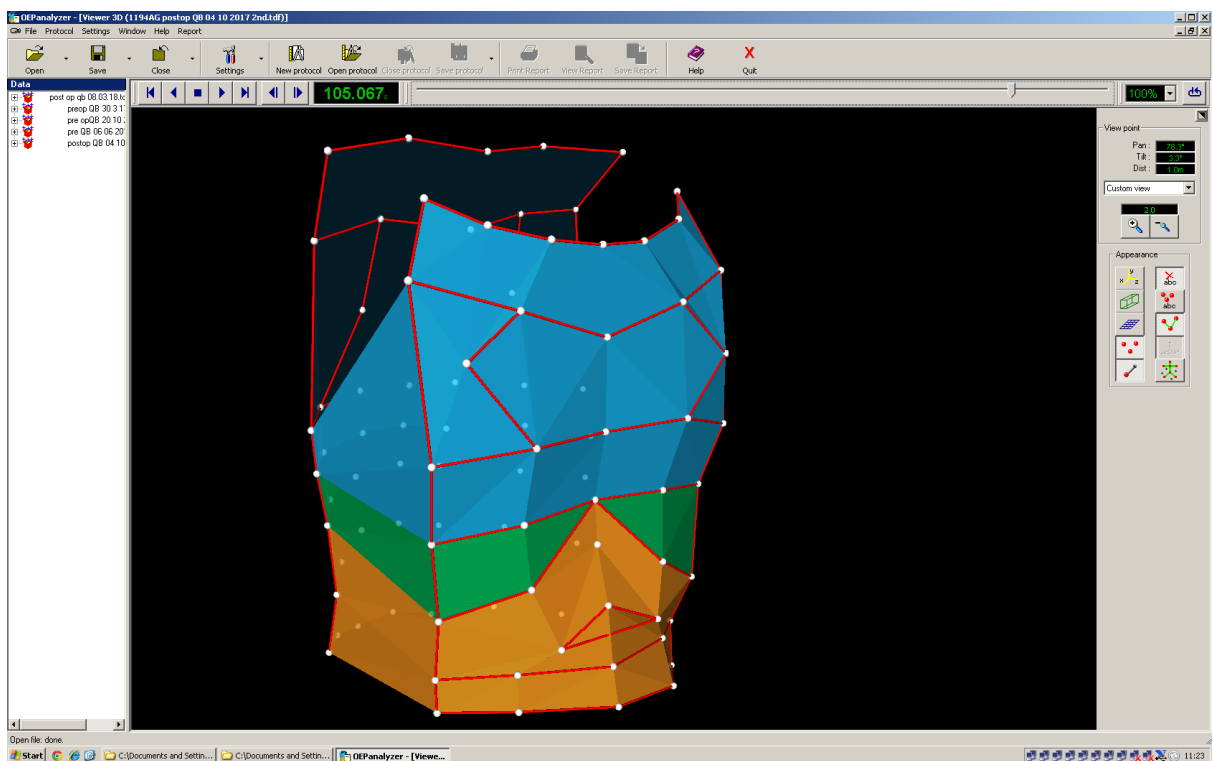 OEPanalyzer - [Viewer 3D (1194AG postop QB 04 10 2017 2nd.tdf)]
File Protocol Settings Window Help Report
Open Save Close Settings New protocol Open protocol Close protocol Save protocol Print Report View Report Save Report Help Quit
Data
post op qb 08.03.18.tc
preop QB 30 3 1
pre opQB 20 10
pre QB 06 06 20
postop QB 04 10
105.067s
100%
View point
Pan : 78.3°
Tilt : 3.3°
Dist : 1.0m
Custom view
2.0
Appearance
y x z
abc
abc
Open file: done.
Start C:\Documents and Settin... C:\Documents and Settin... OEPanalyzer - [Viewe... 11:23